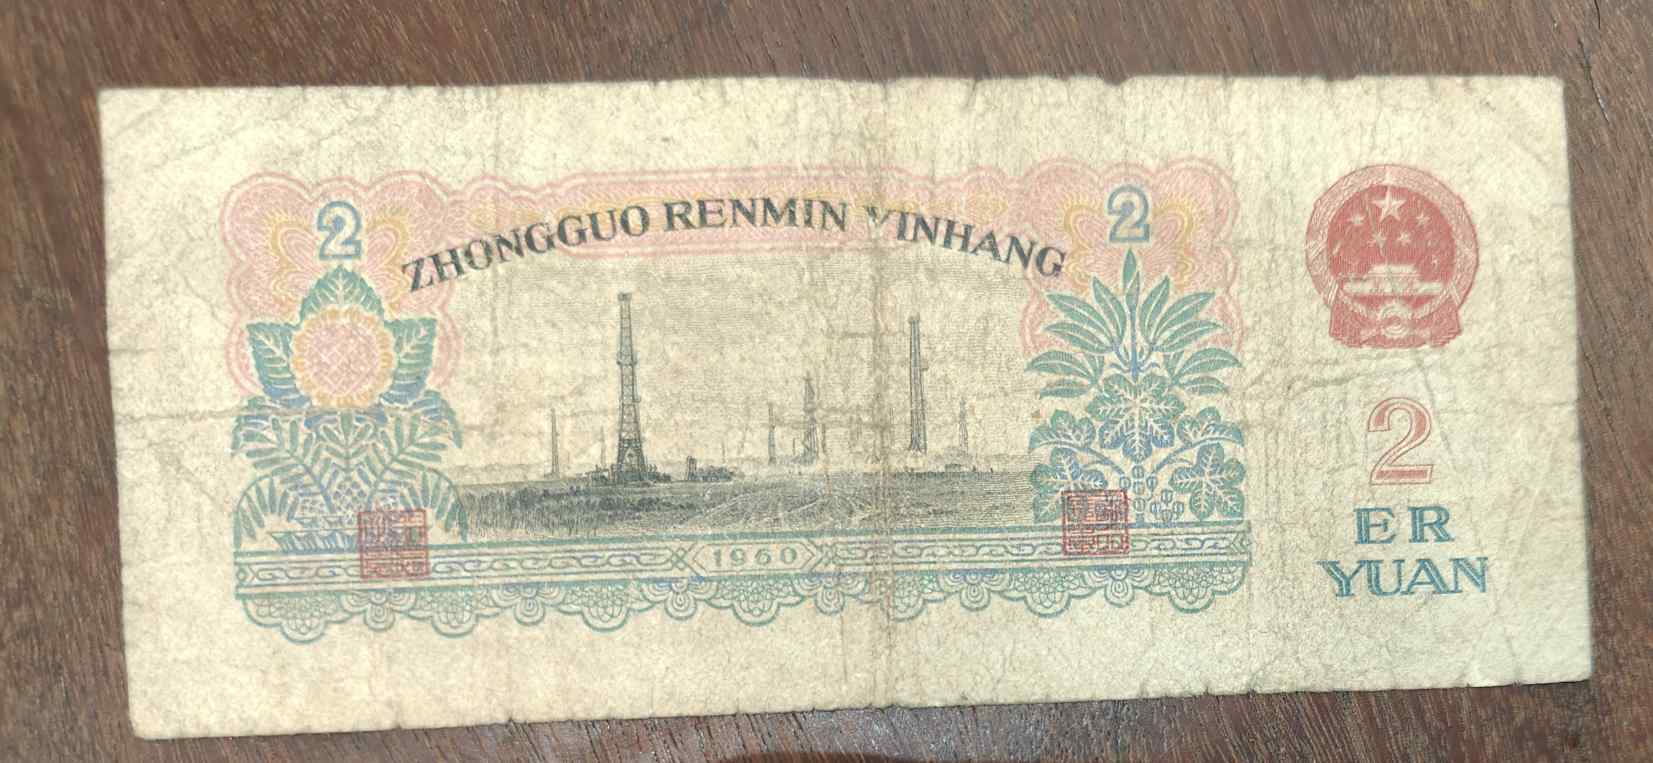 2
ZHONGGUO RENMIN YINHANG
2
1960
2
ER
YUAN